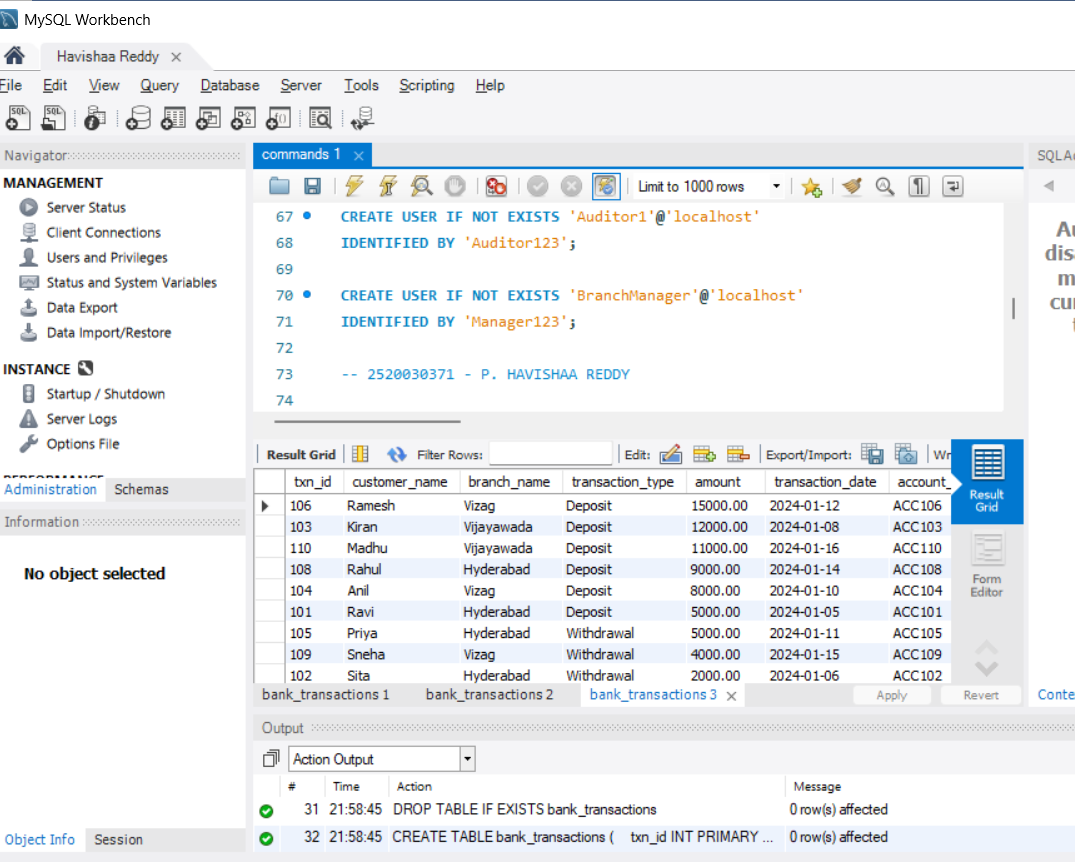 MySQL Workbench
Havishaa Reddy
File Edit View Query Database Server Tools Scripting Help
Navigator
MANAGEMENT
Server Status
Client Connections
Users and Privileges
Status and System Variables
Data Export
Data Import/Restore
INSTANCE
Startup / Shutdown
Server Logs
Options File
PERFORMANCE
Administration Schemas
Information
No object selected
Object Info Session
commands 1
Limit to 1000 rows
67 CREATE USER IF NOT EXISTS 'Auditor1'@'localhost'
68 IDENTIFIED BY 'Auditor123';
69
70 CREATE USER IF NOT EXISTS 'BranchManager'@'localhost'
71 IDENTIFIED BY 'Manager123';
72
73 -- 2520030371 - P. HAVISHAA REDDY
74
Result Grid Filter Rows: Edit: Export/Import: Wr
txn_id customer_name branch_name transaction_type amount transaction_date account_
106 Ramesh Vizag Deposit 15000.00 2024-01-12 ACC106
103 Kiran Vijayawada Deposit 12000.00 2024-01-08 ACC103
110 Madhu Vijayawada Deposit 11000.00 2024-01-16 ACC110
108 Rahul Hyderabad Deposit 9000.00 2024-01-14 ACC108
104 Anil Vizag Deposit 8000.00 2024-01-10 ACC104
101 Ravi Hyderabad Deposit 5000.00 2024-01-05 ACC101
105 Priya Hyderabad Withdrawal 5000.00 2024-01-11 ACC105
109 Sneha Vizag Withdrawal 4000.00 2024-01-15 ACC109
102 Sita Hyderabad Withdrawal 2000.00 2024-01-06 ACC102
Result
Grid
Form
Editor
bank_transactions 1 bank_transactions 2 bank_transactions 3 Apply Revert
Output
Action Output
# Time Action Message
31 21:58:45 DROP TABLE IF EXISTS bank_transactions 0 row(s) affected
32 21:58:45 CREATE TABLE bank_transactions ( txn_id INT PRIMARY ... 0 row(s) affected
SQLA
Au
dis
m
cu
Conte